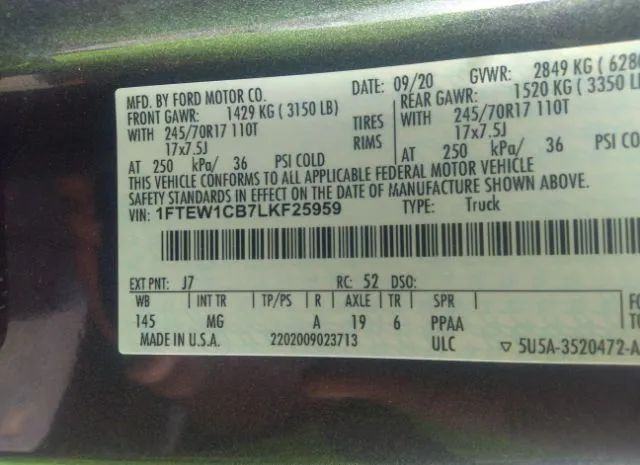 MFD. BY FORD MOTOR CO.
DATE: 09/20 GVWR: 2849 KG
FRONT GAWR: 1429 KG ( 3150 LB) REAR GAWR: 1520 KG ( 3350
WITH 245/70R17 110T TIRES WITH 245/70R17 110T
17x7.5J RIMS 17x7.5J
AT 250 kPa/ 36 PSI COLD AT 250 kPa/ 36 PSI COLD
THIS VEHICLE CONFORMS TO ALL APPLICABLE FEDERAL MOTOR VEHICLE
SAFETY STANDARDS IN EFFECT ON THE DATE OF MANUFACTURE SHOWN ABOVE.
VIN: 1FTEW1CB7LKF25959 TYPE: Truck
EXT PNT: J7 RC: 52 DSO:
WB INT TR TP/PS R AXLE TR SPR
145 MG A 19 6 PPAA
MADE IN U.S.A. 2202009023713 ULC ▽ 5U5A-3520472-A